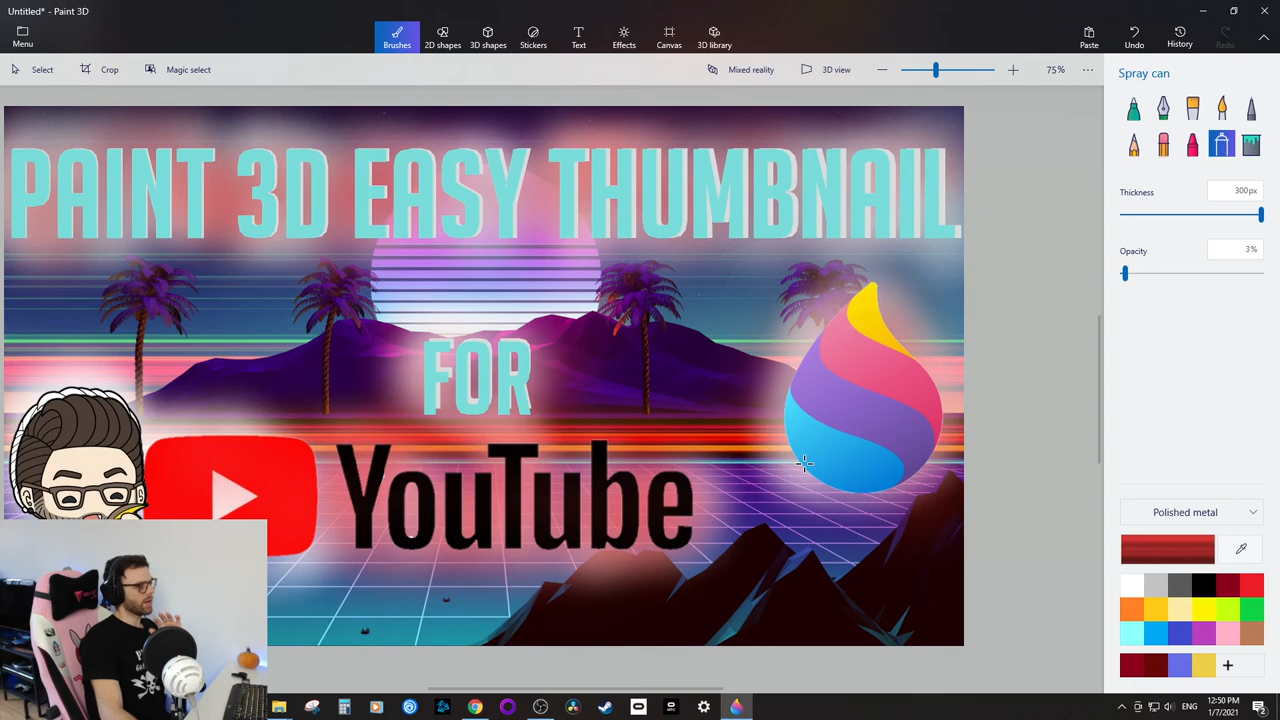 Untitled* - Paint 3D
Menu
Brushes
2D shapes
3D shapes
Stickers
Text
Effects
Canvas
3D library
Paste
Undo
History
Redo
Select
Crop
Magic select
Mixed reality
3D view
75%
Spray can
Thickness
300px
Opacity
3%
PAINT 3D EASY THUMBNAIL
FOR
YouTube
Polished metal
ENG
12:50 PM
1/7/2021